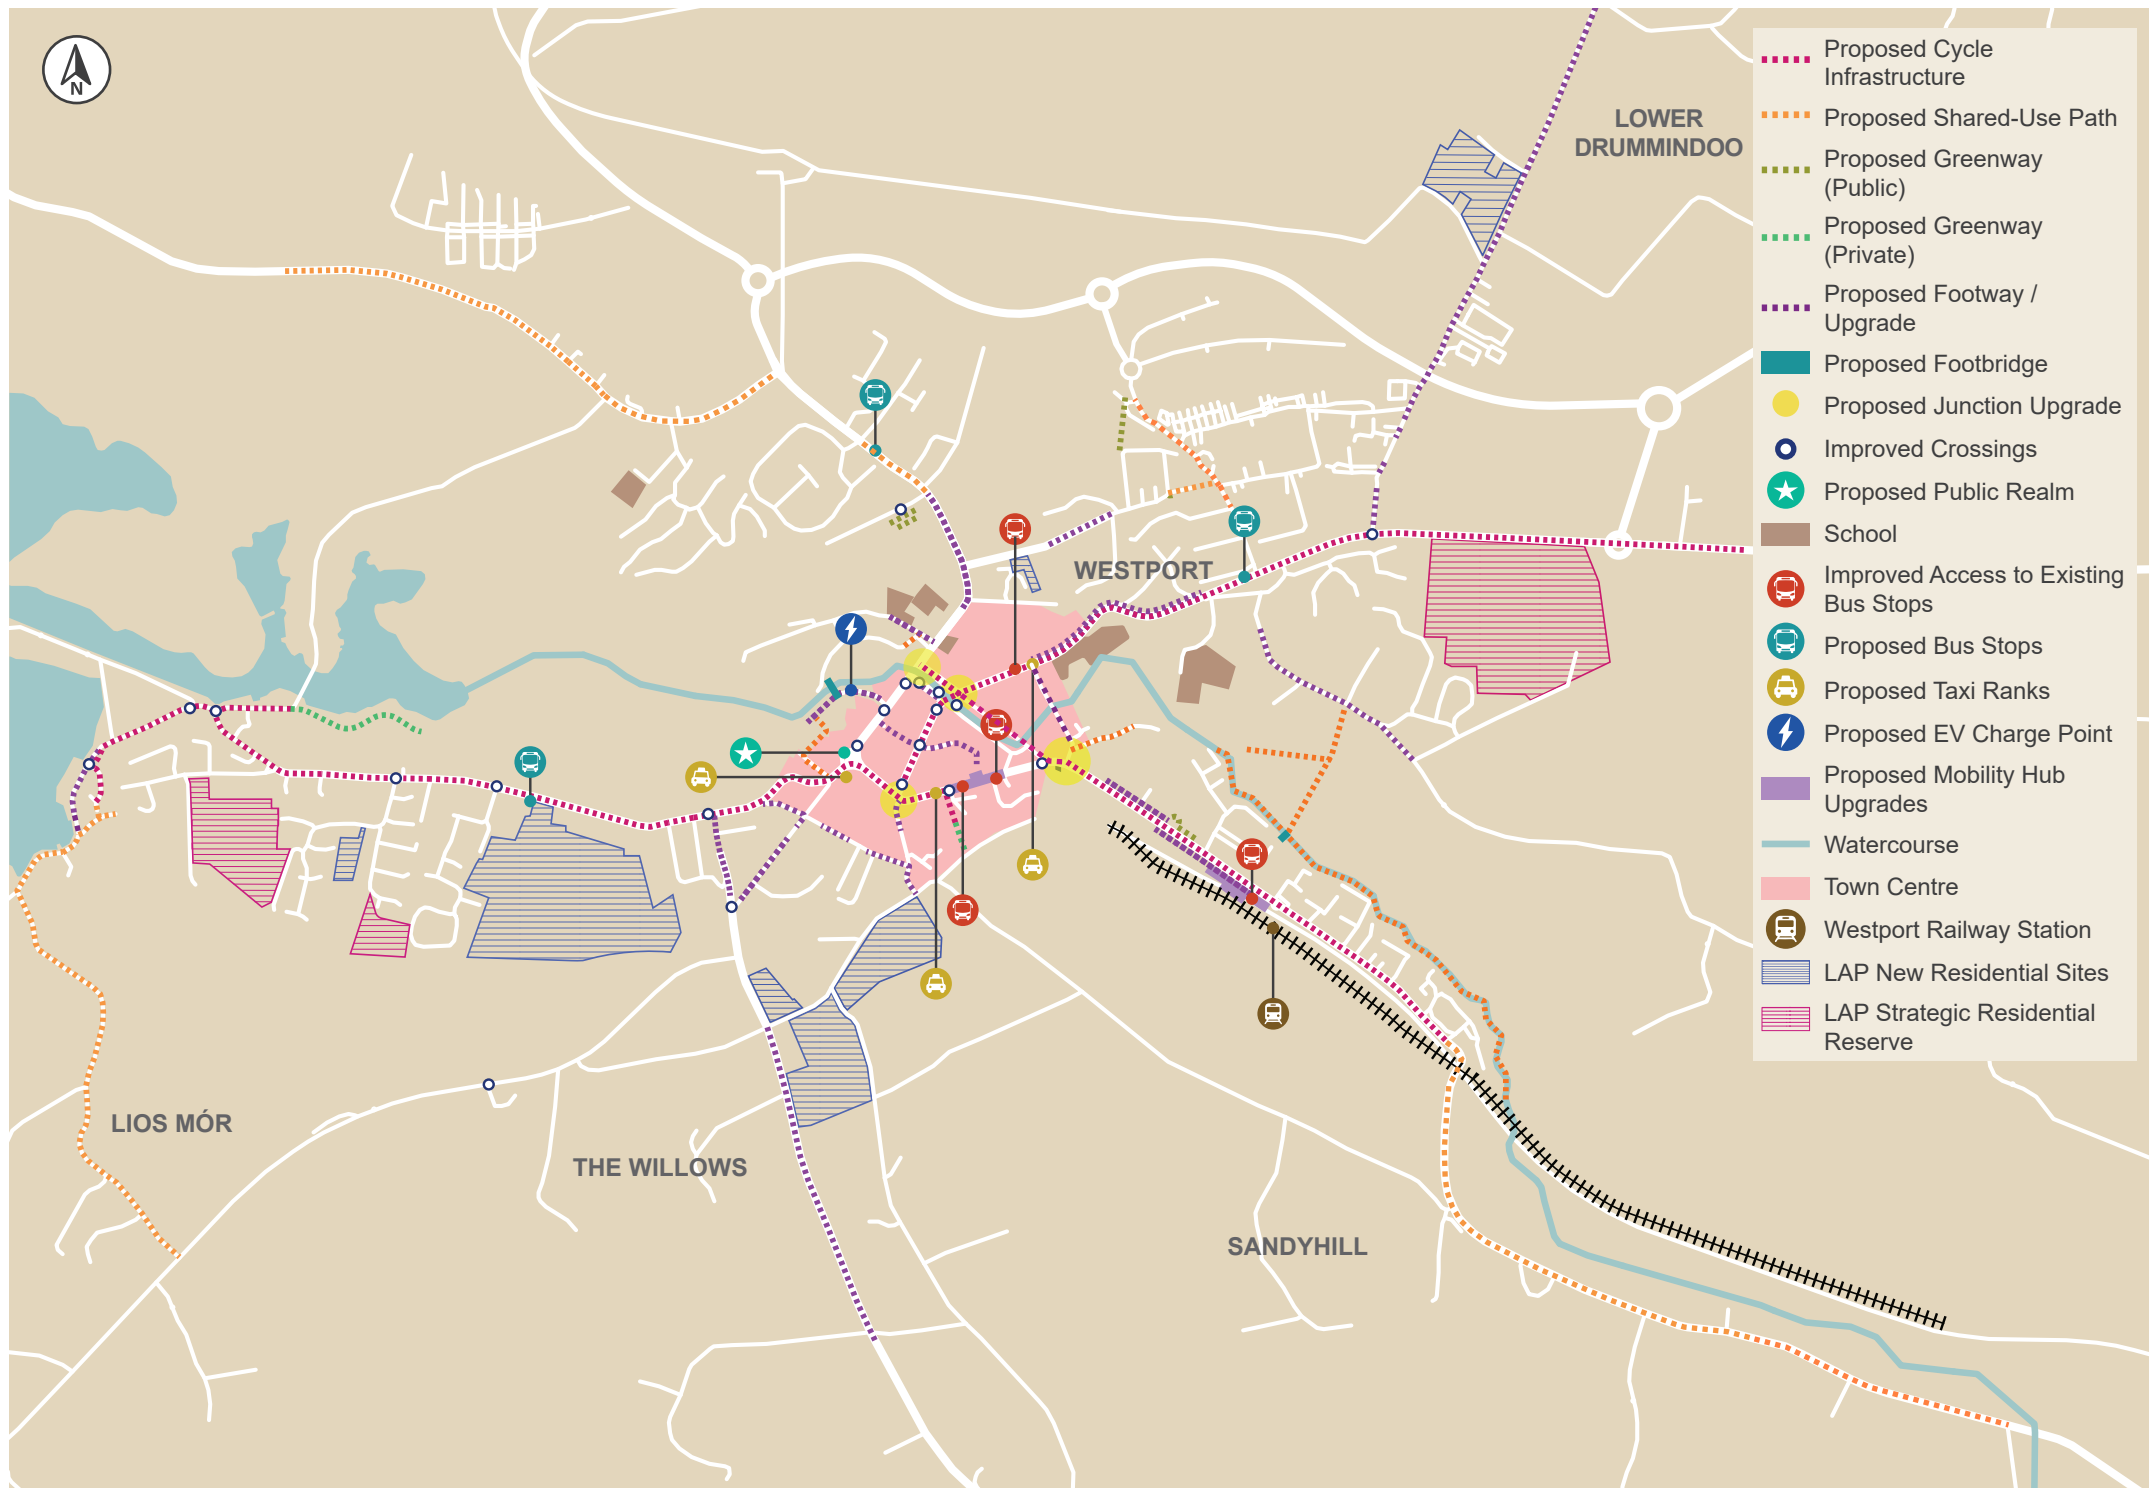 N
LOWER
DRUMMINDOO
WESTPORT
LIOS MÓR
THE WILLOWS
SANDYHILL
Proposed Cycle
Infrastructure
Proposed Shared-Use Path
Proposed Greenway
(Public)
Proposed Greenway
(Private)
Proposed Footway /
Upgrade
Proposed Footbridge
Proposed Junction Upgrade
Improved Crossings
Proposed Public Realm
School
Improved Access to Existing
Bus Stops
Proposed Bus Stops
Proposed Taxi Ranks
Proposed EV Charge Point
Proposed Mobility Hub
Upgrades
Watercourse
Town Centre
Westport Railway Station
LAP New Residential Sites
LAP Strategic Residential
Reserve